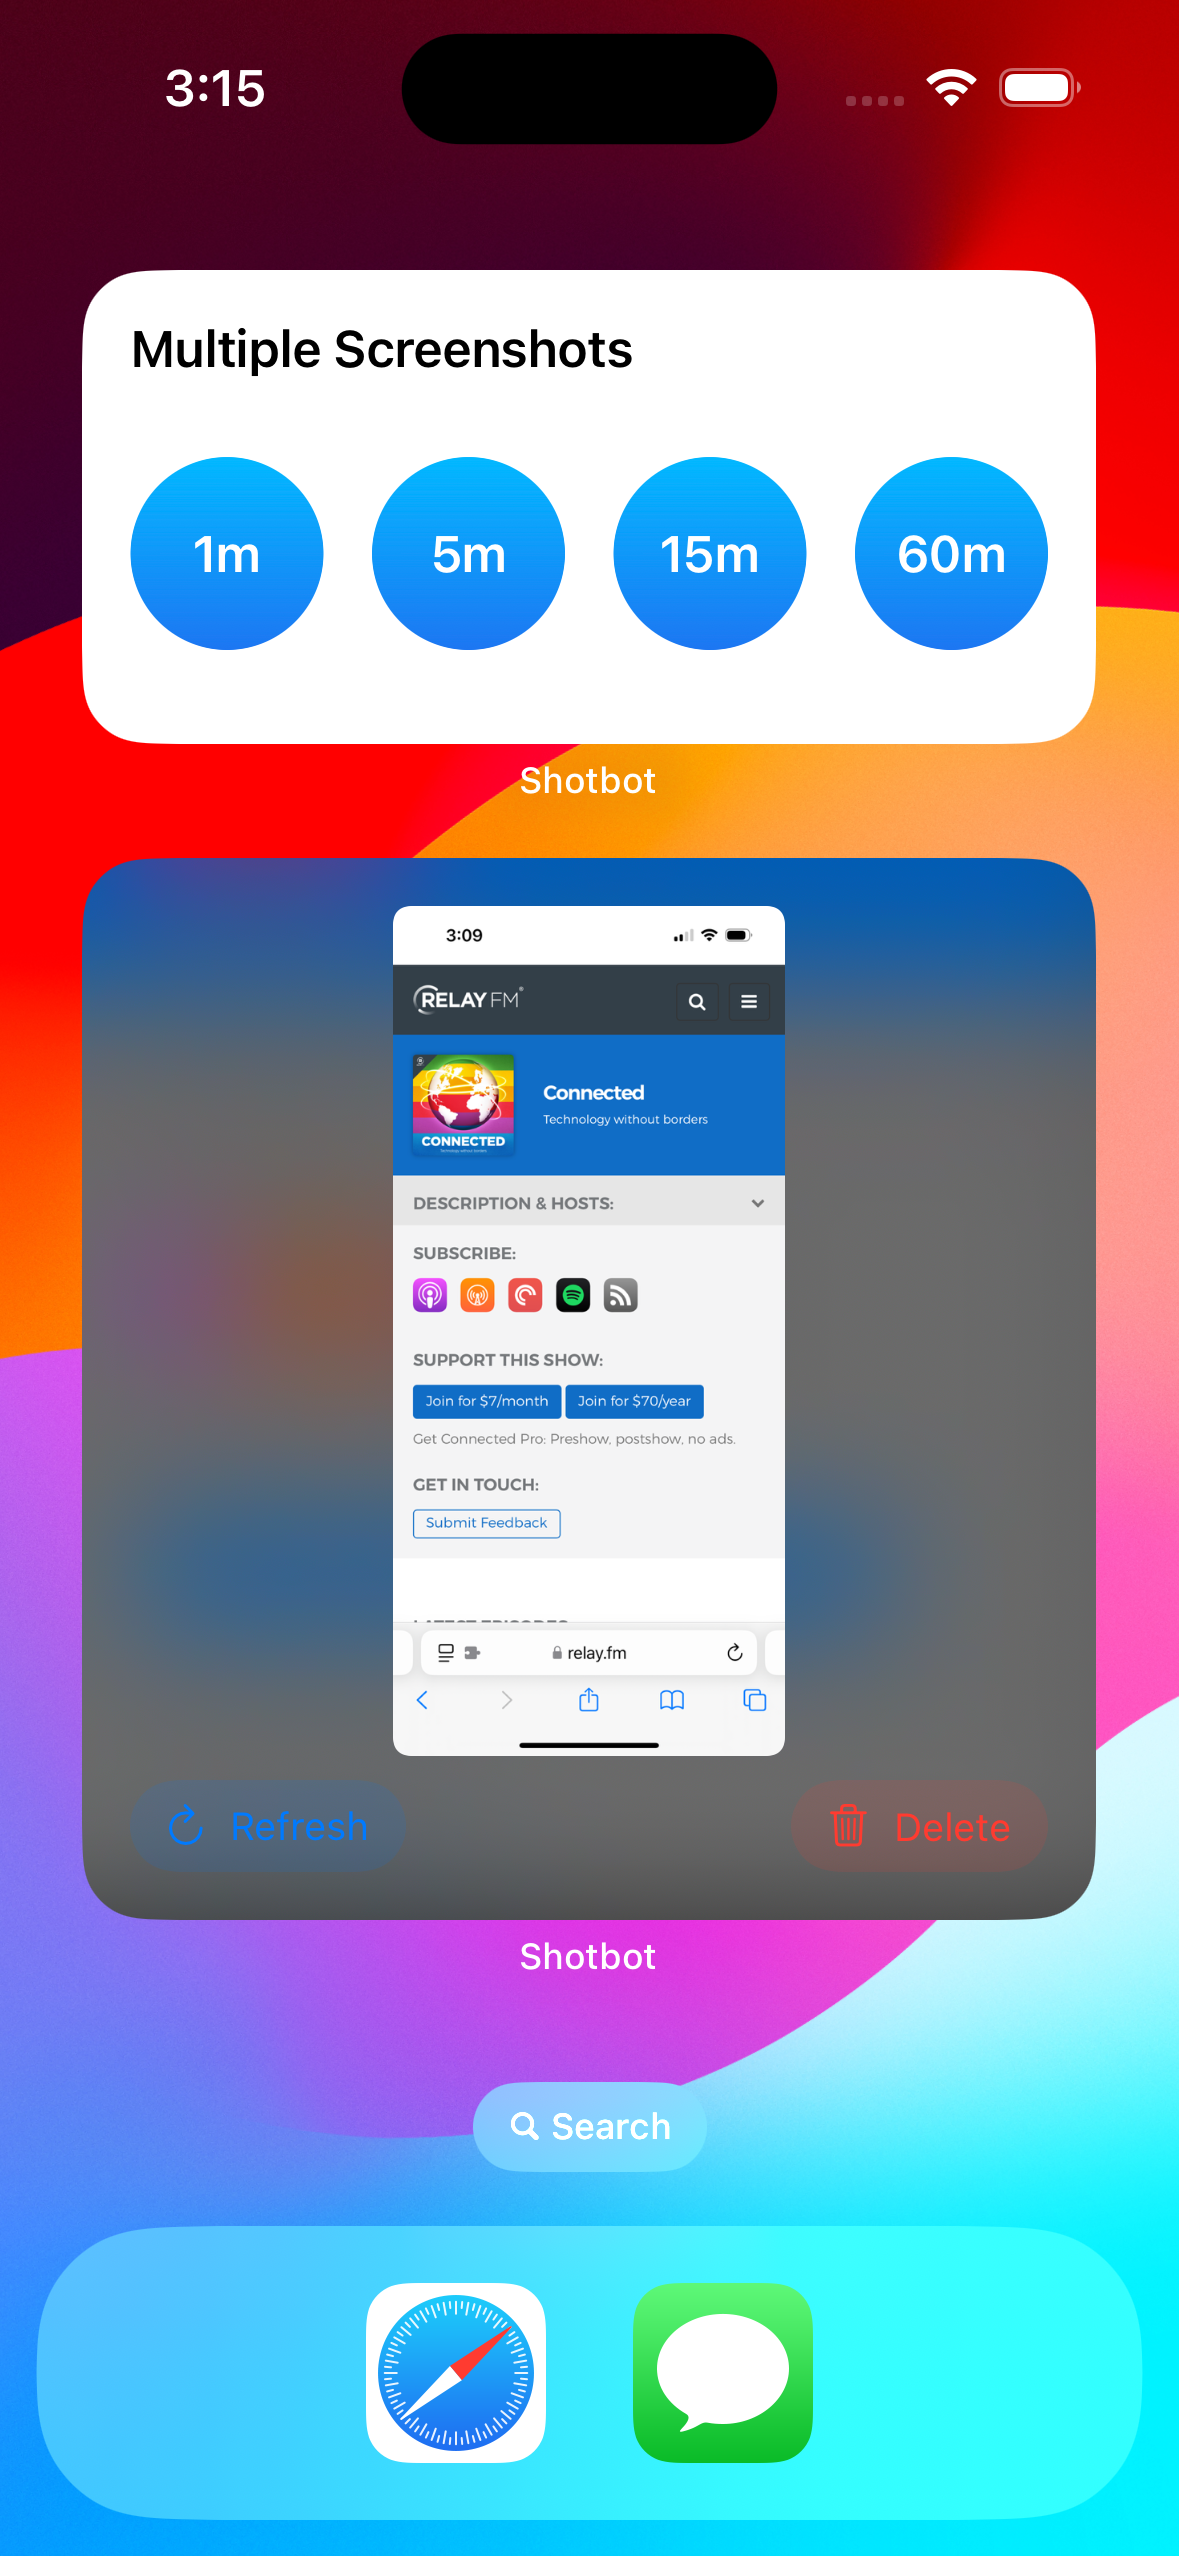 3:15
Multiple Screenshots
1m 5m 15m 60m
Shotbot
3:09
RELAY FM
CONNECTED
Connected
Technology without borders
DESCRIPTION & HOSTS:
SUBSCRIBE:
SUPPORT THIS SHOW:
Join for $7/month Join for $70/year
Get Connected Pro: Preshow, postshow, no ads.
GET IN TOUCH:
Submit Feedback
LATEST EPISODES
relay.fm
Refresh Delete
Shotbot
Search